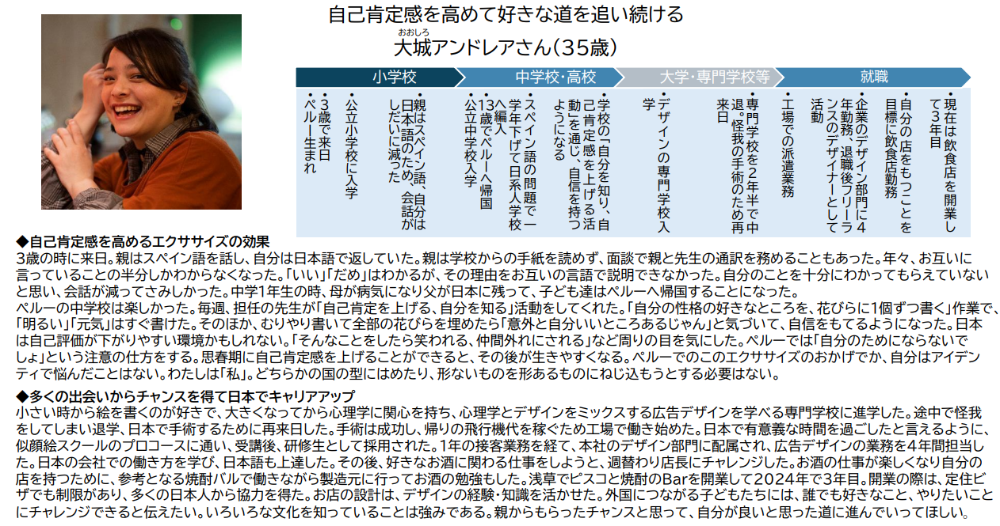 自己肯定感を高めて好きな道を追い続ける
おおしろ
大城アンドレアさん(35歳)
小学校
中学校・高校
大学・専門学校等
就職
・ペルー生まれ
・3歳で来日
・公立小学校に入学
・親はスペイン語、自分は
日本語のため、会話が
しだいに減った
・公立中学校入学
・13歳でペルーへ帰国
・スペイン語の問題で一
学年下げて日系人学校
へ編入
・学校の「自分を知り、自
己肯定感を上げる活
動」を通じ、自信を持つ
ようになる
・デザインの専門学校入
学
・専門学校を2年半で中
退。怪我の手術のため再
来日
・工場での派遣業務
・企業のデザイン部門に4
年勤務、退職後フリーラ
ンスのデザイナーとして
活動
・自分の店をもつことを
目標に飲食店勤務
・現在は飲食店を開業し
て3年目
◆自己肯定感を高めるエクササイズの効果
3歳の時に来日。親はスペイン語を話し、自分は日本語で返していた。親は学校からの手紙を読めず、面談で親と先生の通訳を務めることもあった。年々、お互いに
言っていることの半分しかわからなくなった。「いい」「だめ」はわかるが、その理由をお互いの言語で説明できなかった。自分のことを十分にわかってもらえていない
と思い、会話が減ってさみしかった。中学1年生の時、母が病気になり父が日本に残って、子ども達はペルーへ帰国することになった。
ペルーの中学校は楽しかった。毎週、担任の先生が「自己肯定を上げる、自分を知る」活動をしてくれた。「自分の性格の好きなところを、花びらに1個ずつ書く」作業で、
「明るい」「元気」はすぐ書けた。そのほか、むりやり書いて全部の花びらを埋めたら「意外と自分いいところあるじゃん」と気づいて、自信をもてるようになった。日本
は自己評価が下がりやすい環境かもしれない。「そんなことをしたら笑われる、仲間外れにされる」など周りの目を気にした。ペルーでは「自分のためにならないで
しょ」という注意の仕方をする。思春期に自己肯定感を上げることができると、その後が生きやすくなる。ペルーでのこのエクササイズのおかげでか、自分はアイデン
ティで悩んだことはない。わたしは「私」。どちらかの国の型にはめたり、形ないものを形あるものにねじ込もうとする必要はない。
◆多くの出会いからチャンスを得て日本でキャリアアップ
小さい時から絵を書くのが好きで、大きくなってから心理学に関心を持ち、心理学とデザインをミックスする広告デザインを学べる専門学校に進学した。途中で怪我
をしてしまい退学、日本で手術するために再来日した。手術は成功し、帰りの飛行機代を稼ぐため工場で働き始めた。日本で有意義な時間を過ごしたと言えるように、
似顔絵スクールのプロコースに通い、受講後、研修生として採用された。1年の接客業務を経て、本社のデザイン部門に配属され、広告デザインの業務を4年間担当し
た。日本の会社での働き方を学び、日本語も上達した。その後、好きなお酒に関わる仕事をしようと、週替わり店長にチャレンジした。お酒の仕事が楽しくなり自分の
店を持つために、参考となる焼酎バルで働きながら製造元に行ってお酒の勉強もした。浅草でピスコと焼酎のBarを開業して2024年で3年目。開業の際は、定住ビ
ザでも制限があり、多くの日本人から協力を得た。お店の設計は、デザインの経験・知識を活かせた。外国につながる子どもたちには、誰でも好きなこと、やりたいこと
にチャレンジできると伝えたい。いろいろな文化を知っていることは強みである。親からもらったチャンスと思って、自分が良いと思った道に進んでいってほしい。